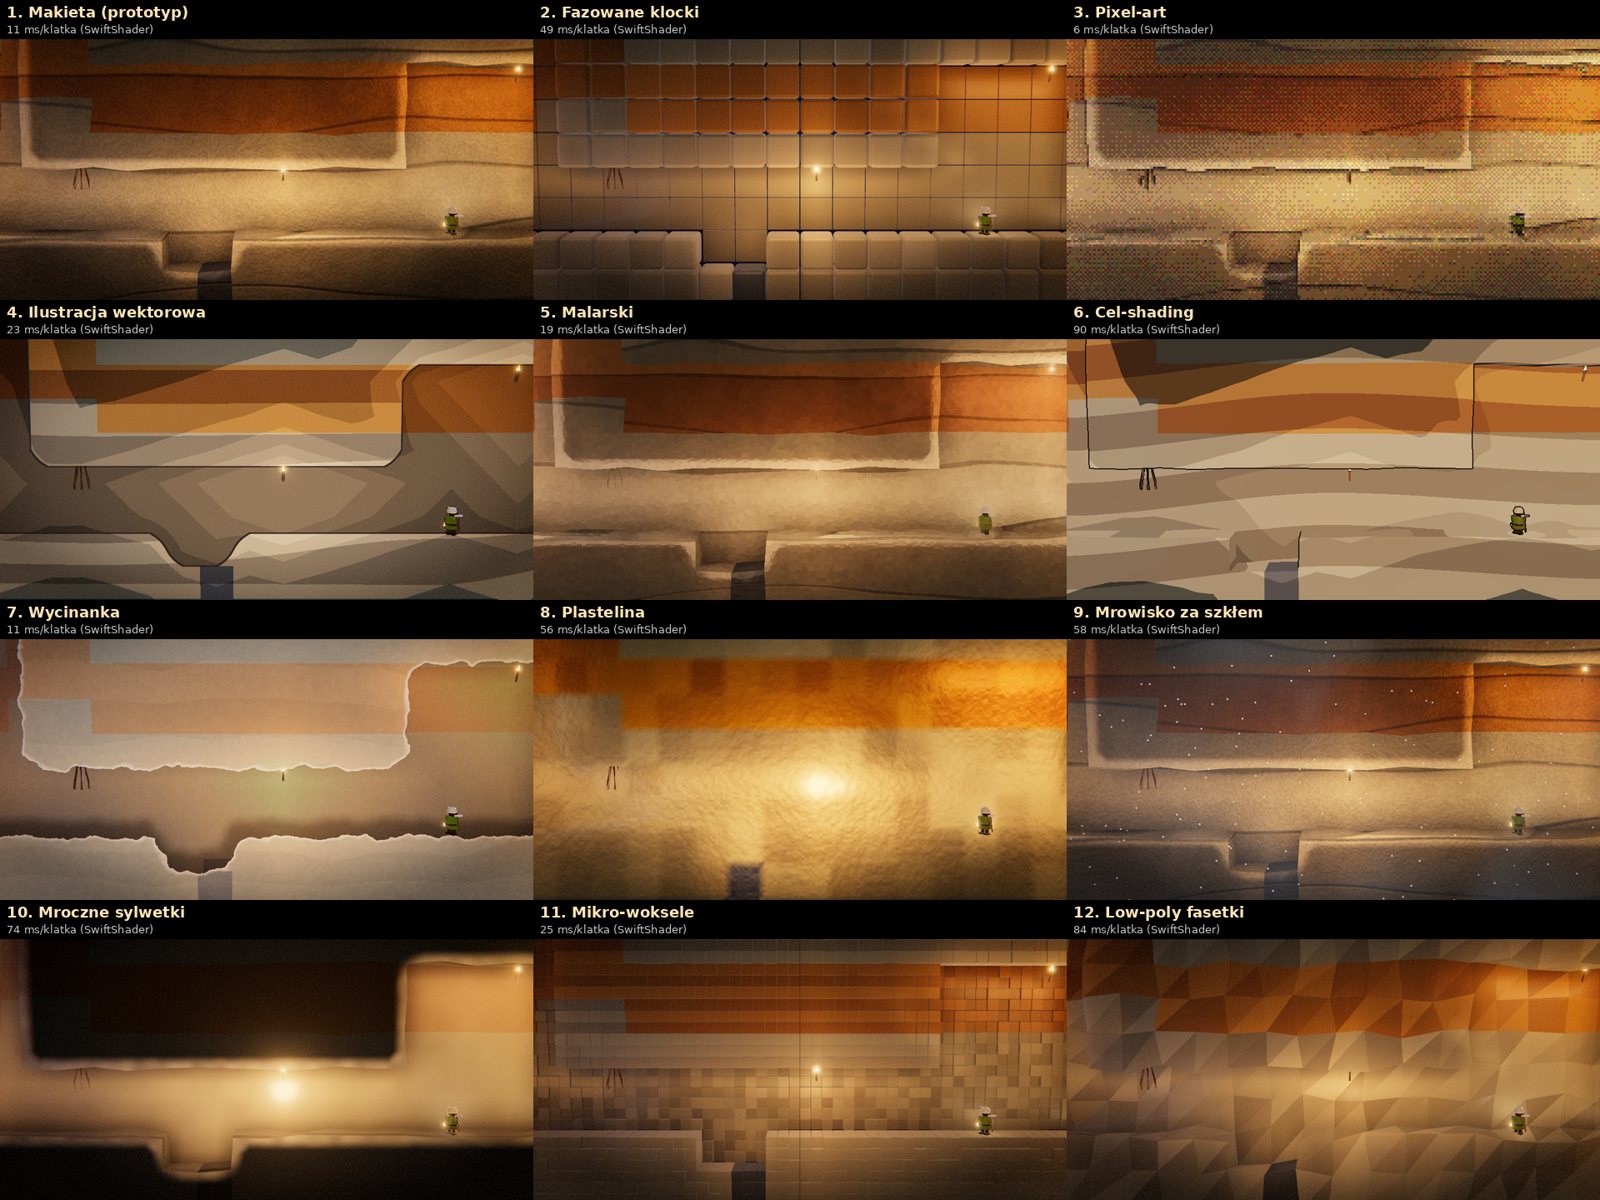 1. Makieta (prototyp)
11 ms/klatka (SwiftShader)
2. Fazowane klocki
49 ms/klatka (SwiftShader)
3. Pixel-art
6 ms/klatka (SwiftShader)
4. Ilustracja wektorowa
23 ms/klatka (SwiftShader)
5. Malarski
19 ms/klatka (SwiftShader)
6. Cel-shading
90 ms/klatka (SwiftShader)
7. Wycinanka
11 ms/klatka (SwiftShader)
8. Plastelina
56 ms/klatka (SwiftShader)
9. Mrowisko za szkłem
58 ms/klatka (SwiftShader)
10. Mroczne sylwetki
74 ms/klatka (SwiftShader)
11. Mikro-woksele
25 ms/klatka (SwiftShader)
12. Low-poly fasetki
84 ms/klatka (SwiftShader)